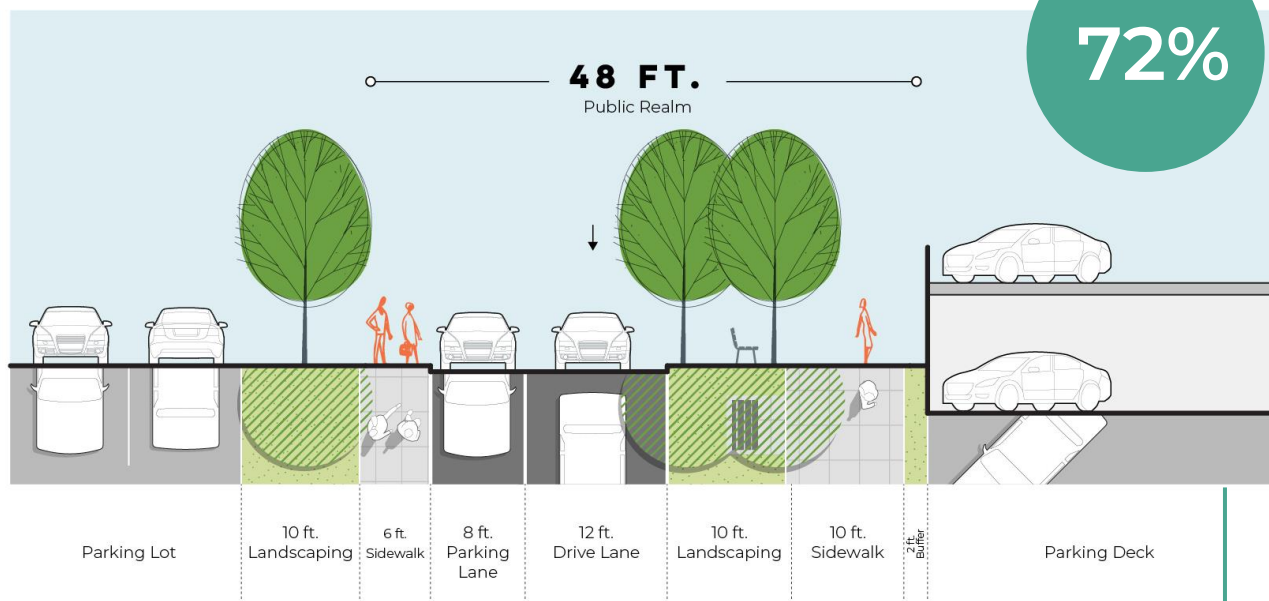 72%
48 FT.
Public Realm
Parking Lot
10 ft.
Landscaping
6 ft.
Sidewalk
8 ft.
Parking
Lane
12 ft.
Drive Lane
10 ft.
Landscaping
10 ft.
Sidewalk
2 ft.
Buffer
Parking Deck